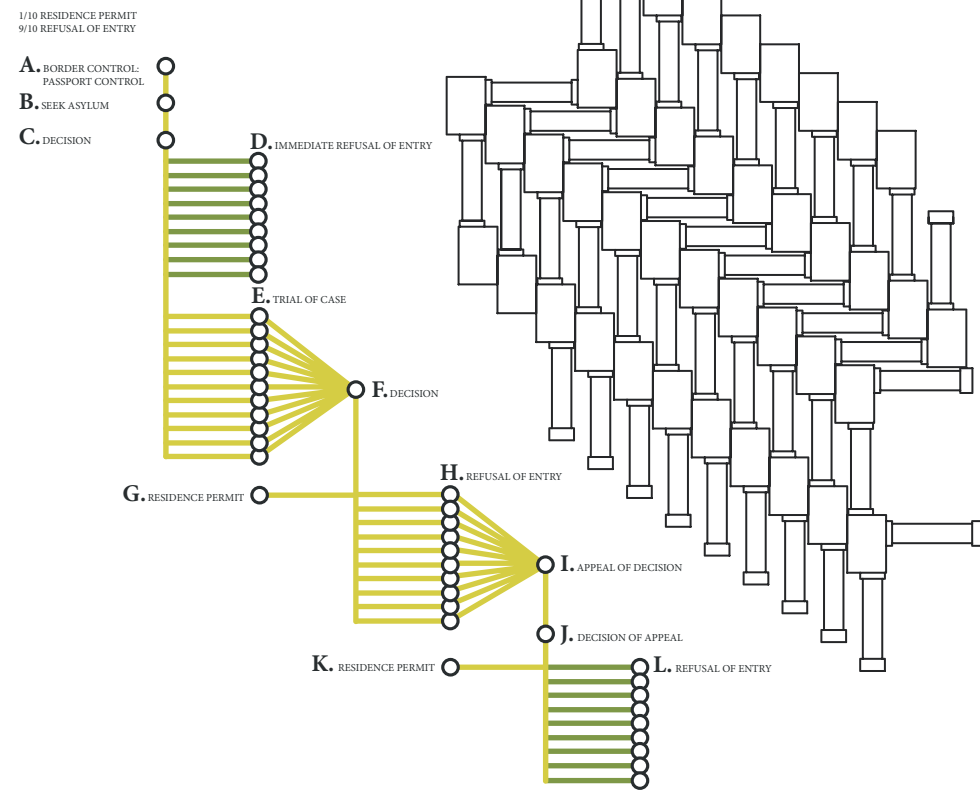 1/10 RESIDENCE PERMIT
9/10 REFUSAL OF ENTRY
A. BORDER CONTROL:
PASSPORT CONTROL
B. SEEK ASYLUM
C. DECISION
D. IMMEDIATE REFUSAL OF ENTRY
E. TRIAL OF CASE
F. DECISION
G. RESIDENCE PERMIT
H. REFUSAL OF ENTRY
I. APPEAL OF DECISION
J. DECISION OF APPEAL
K. RESIDENCE PERMIT
L. REFUSAL OF ENTRY